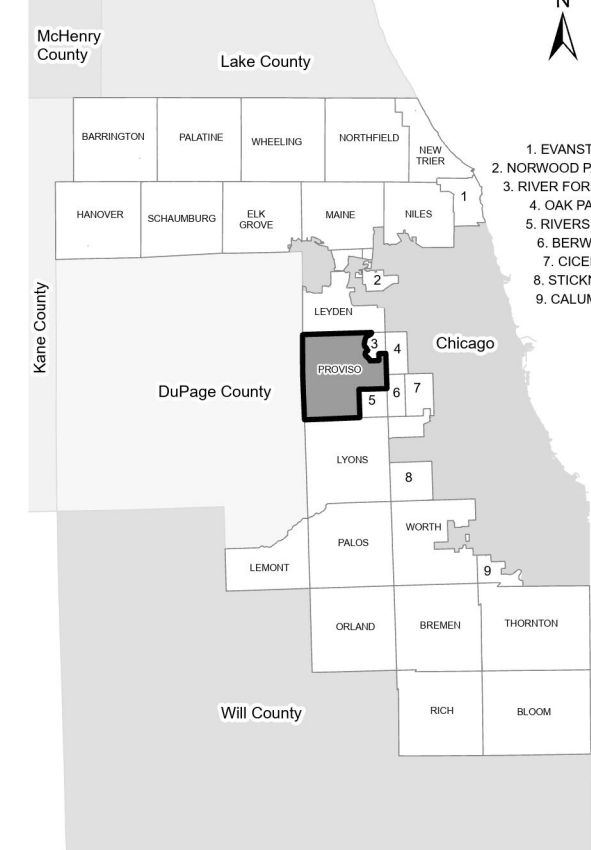 N
McHenry
County
Lake County
BARRINGTON
PALATINE
WHEELING
NORTHFIELD
NEW
TRIER
1. EVANST
2. NORWOOD P
3. RIVER FOR
4. OAK PA
5. RIVERS
6. BERW
7. CICE
8. STICKN
9. CALUM
HANOVER
SCHAUMBURG
ELK
GROVE
MAINE
NILES
1
2
Kane County
LEYDEN
3
4
Chicago
PROVISO
DuPage County
5
6
7
LYONS
8
WORTH
PALOS
LEMONT
9
ORLAND
BREMEN
THORNTON
Will County
RICH
BLOOM